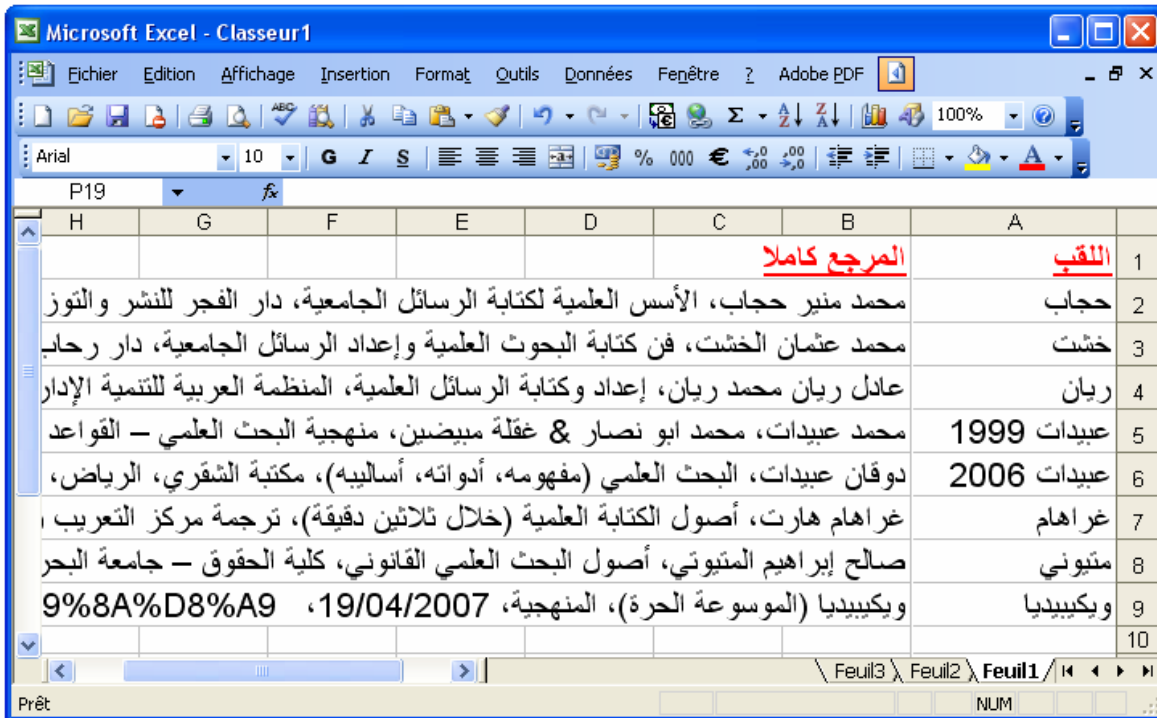 Microsoft Excel - Classeur1
Fichier Edition Affichage Insertion Format Outils Données Fenêtre ? Adobe PDF
100%
Arial 10 G I S % 000 €
P19 fx
A B C D E F G H
1 اللقب المرجع كاملا
2 حجاب محمد منير حجاب، الأسس العلمية لكتابة الرسائل الجامعية، دار الفجر للنشر والتوز
3 خشت محمد عثمان الخشت، فن كتابة البحوث العلمية وإعداد الرسائل الجامعية، دار رحاب
4 ريان عادل ريان محمد ريان، إعداد وكتابة الرسائل العلمية، المنظمة العربية للتنمية الإدار
5 عبيدات 1999 محمد عبيدات، محمد ابو نصار & غقلة مبيضين، منهجية البحث العلمي – القواعد
6 عبيدات 2006 دوقان عبيدات، البحث العلمي (مفهومه، أدواته، أساليبه)، مكتبة الشقري، الرياض،
7 غراهام غراهام هارت، أصول الكتابة العلمية (خلال ثلاثين دقيقة)، ترجمة مركز التعريب
8 متيوني صالح إبراهيم المتيوتي، أصول البحث العلمي القانوني، كلية الحقوق – جامعة البحر
9 ويكيبيديا ويكيبيديا (الموسوعة الحرة)، المنهجية، 19/04/2007، 9%8A%D8%A9
10
Feuil1 Feuil2 Feuil3
Prêt NUM